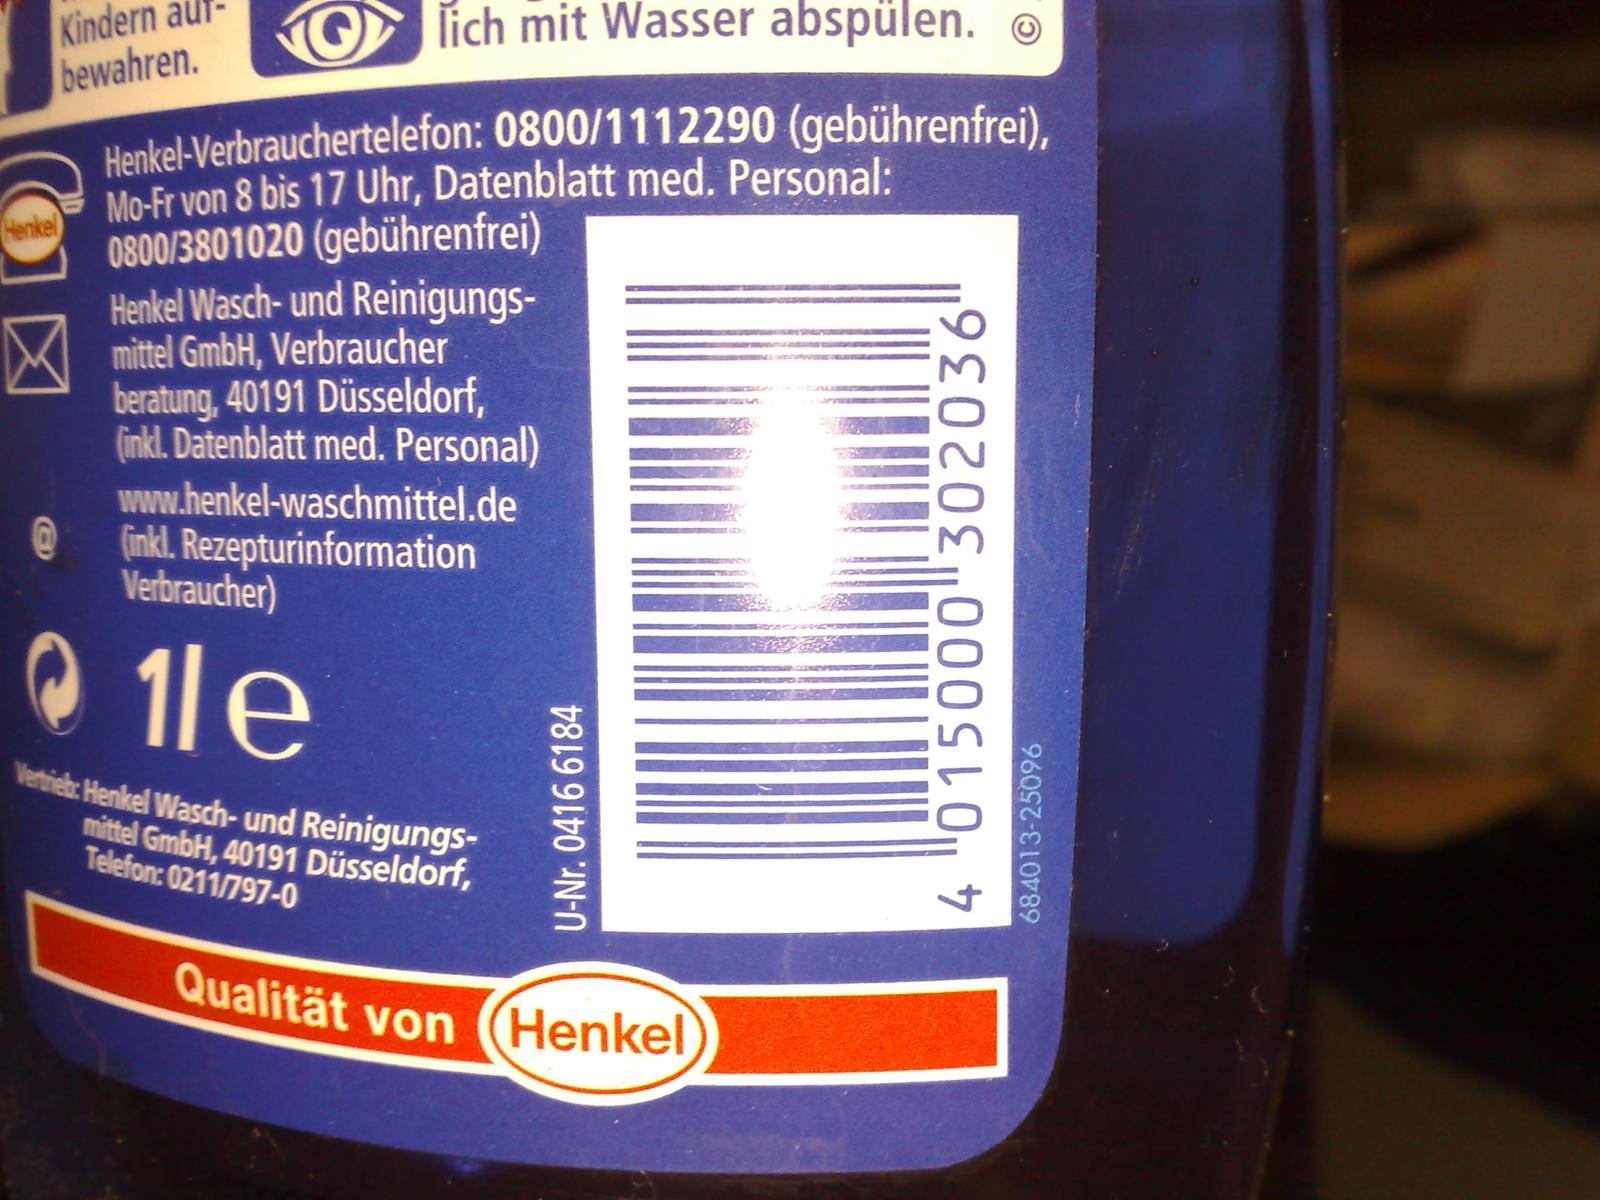 Kindern auf-
bewahren.
lich mit Wasser abspülen.
©
Henkel-Verbrauchertelefon: 0800/1112290 (gebührenfrei),
Mo-Fr von 8 bis 17 Uhr, Datenblatt med. Personal:
0800/3801020 (gebührenfrei)
Henkel
Henkel Wasch- und Reinigungs-
mittel GmbH, Verbraucher
beratung, 40191 Düsseldorf,
(inkl. Datenblatt med. Personal)
@
www.henkel-waschmittel.de
(inkl. Rezepturinformation
Verbraucher)
1l e
Vertrieb: Henkel Wasch- und Reinigungs-
mittel GmbH, 40191 Düsseldorf,
Telefon: 0211/797-0
U-Nr. 0416 6184
4 015000 302036
684013-25096
Qualität von Henkel